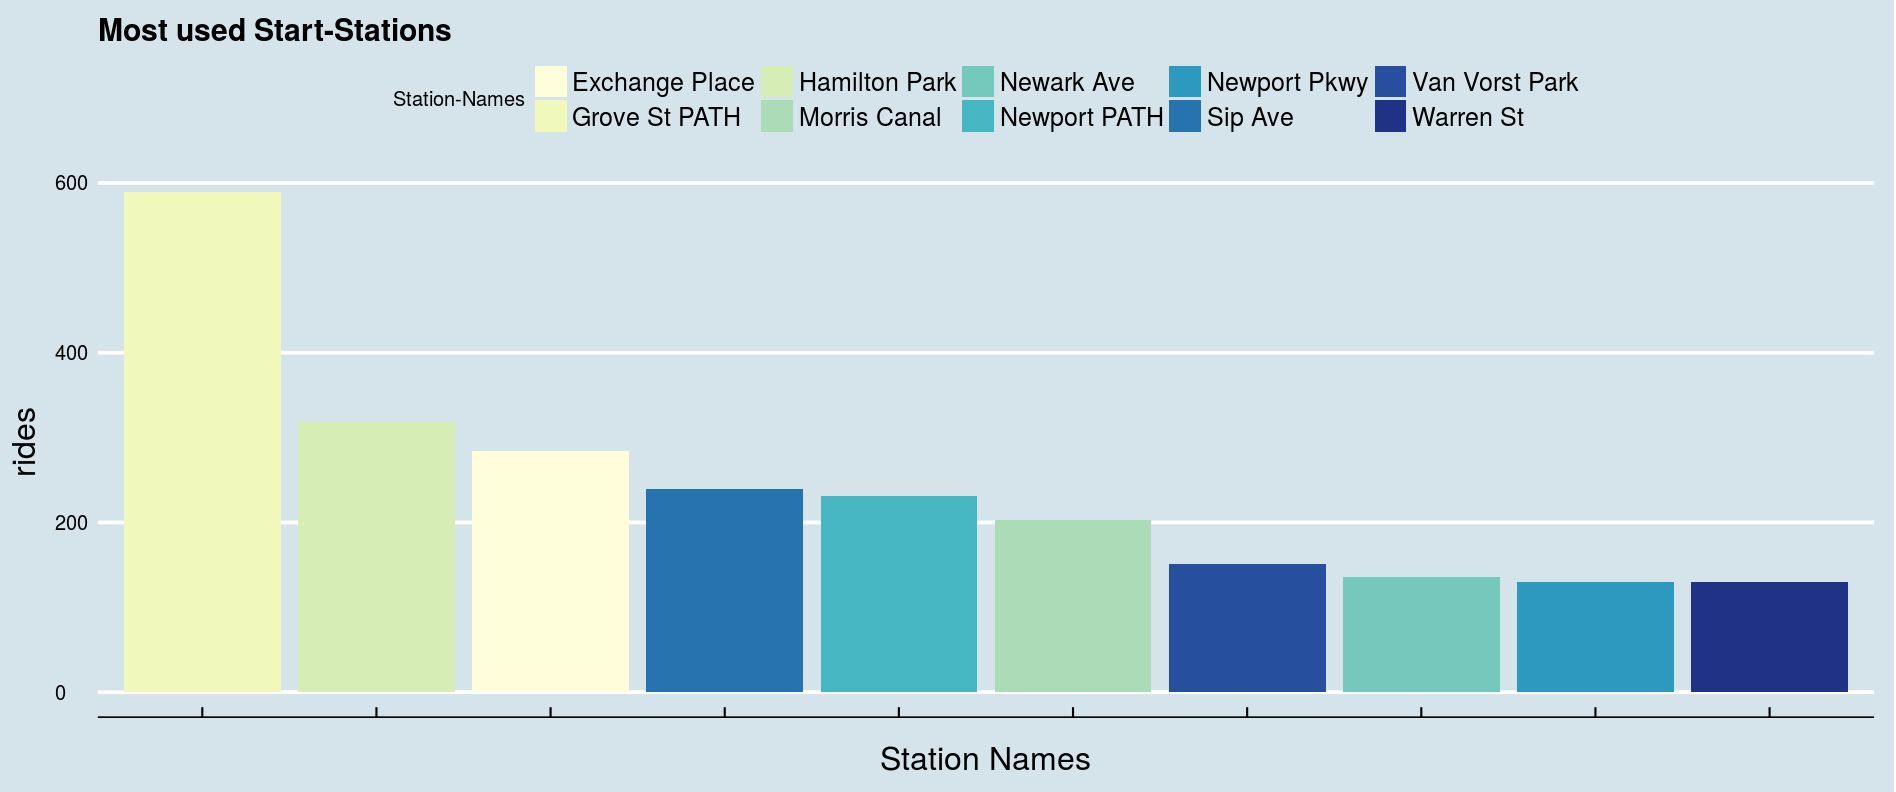 Most used Start-Stations
Exchange Place Hamilton Park Newark Ave Newport Pkwy Van Vorst Park
Station-Names
Grove St PATH Morris Canal Newport PATH Sip Ave Warren St
600
400
rides
200
0
Station Names